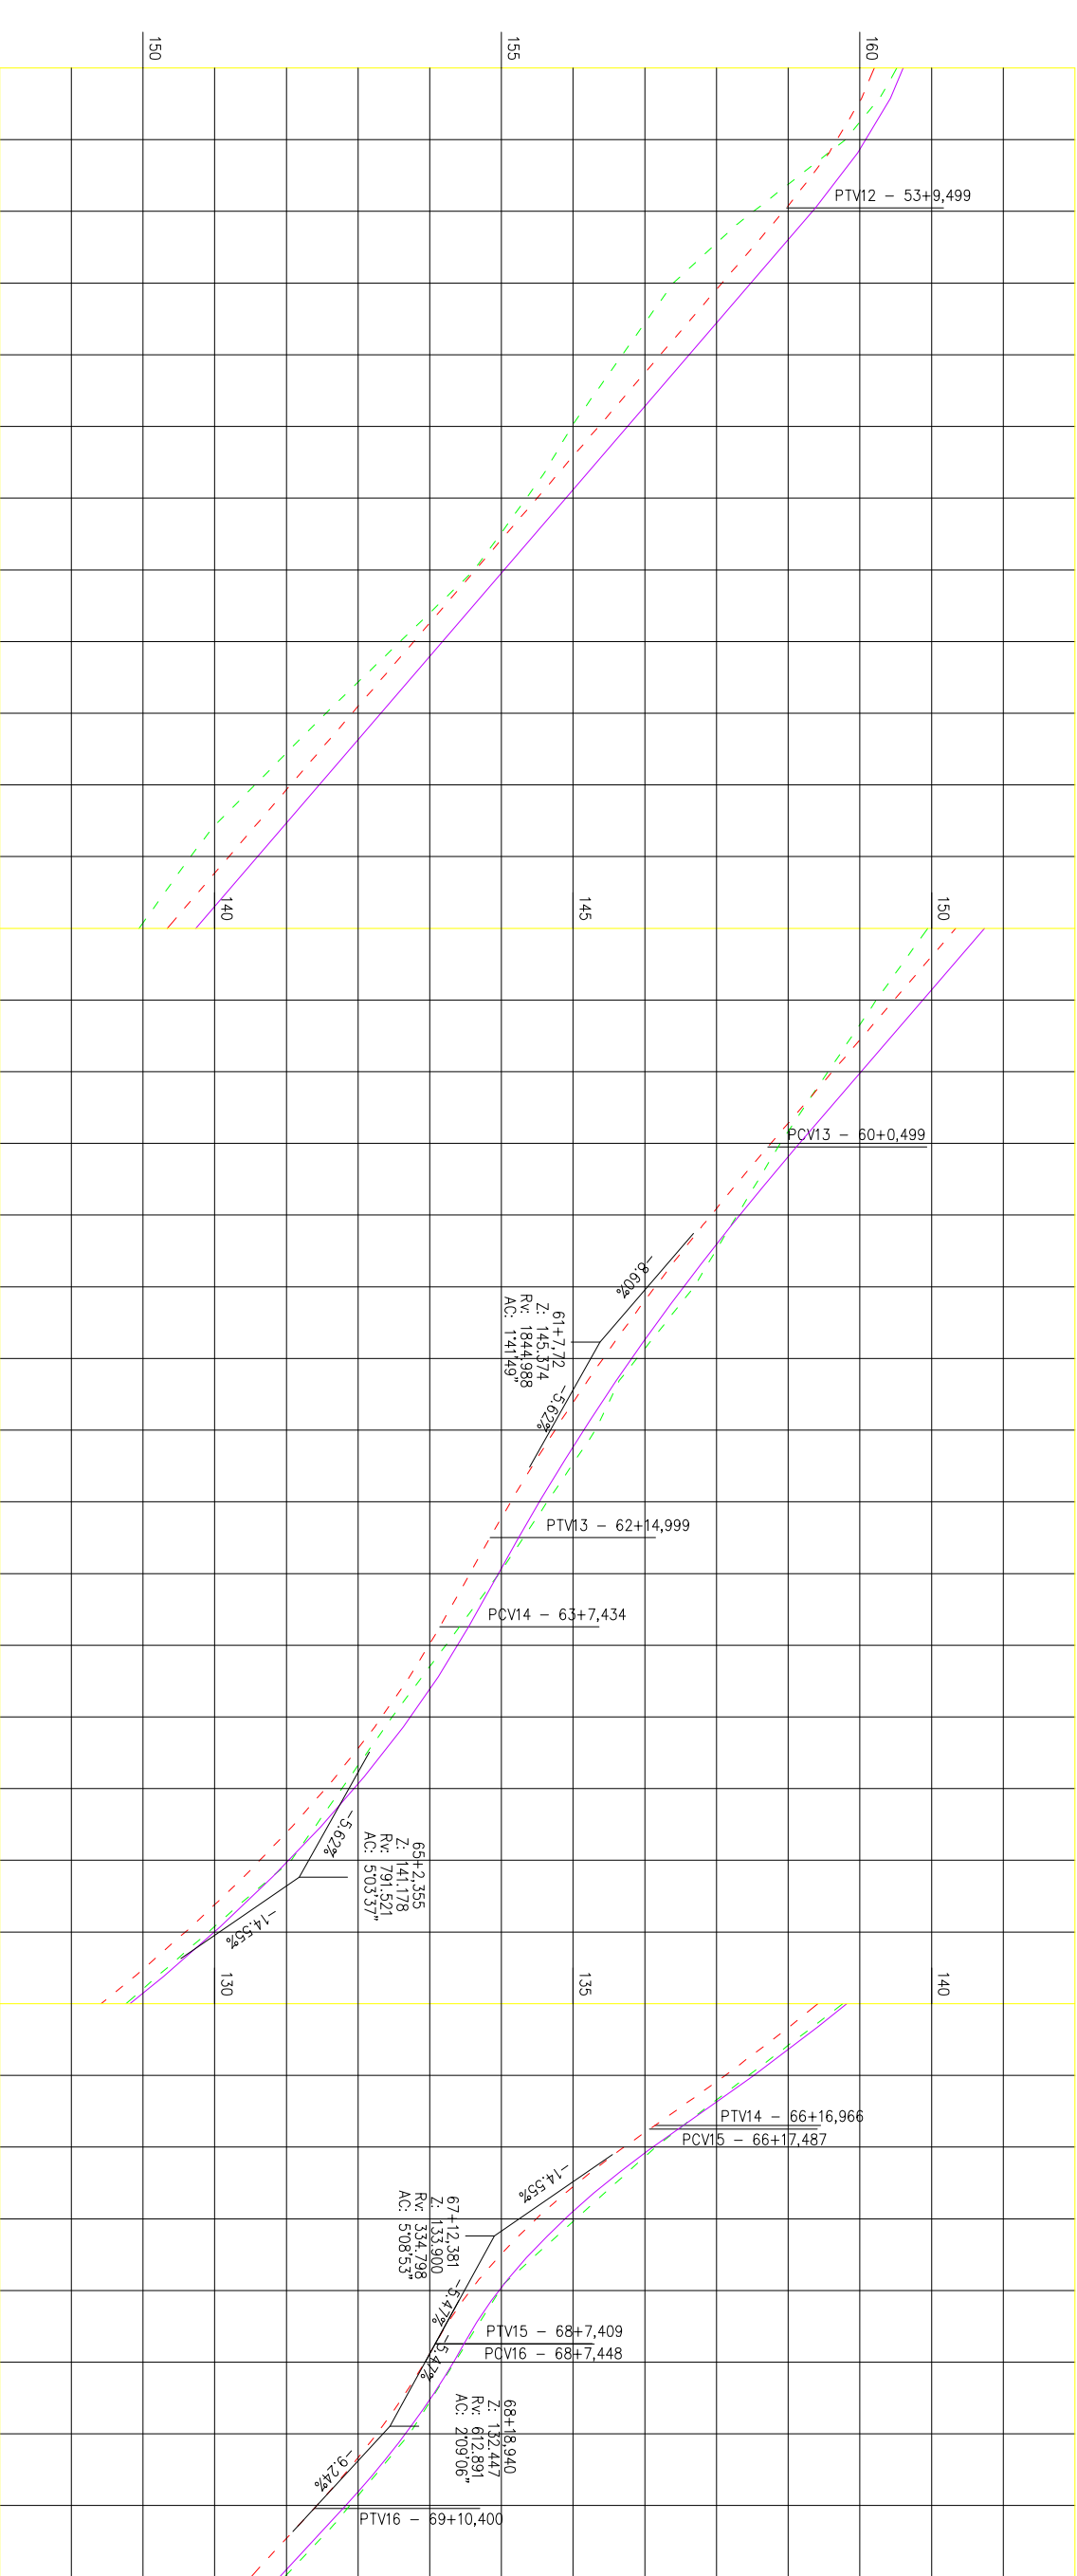 150
155
160
PTV12 - 53+9,499
140
145
150
PCV13 - 60+0,499
-8.60%
61+7,72
Z: 145.374
Rv: 1844.988
AC: 1°41'49"
-5.62%
PTV13 - 62+14,999
PCV14 - 63+7,434
-5.62%
65+2,355
Z: 141.178
Rv: 791.521
AC: 5°03'37"
-14.55%
130
135
140
PTV14 - 66+16,966
PCV15 - 66+17,487
-14.55%
67+12,381
Z: 133.900
Rv: 334.798
AC: 5°08'53"
-5.47%
PTV15 - 68+7,409
PCV16 - 68+7,448
-5.47%
68+18,940
Z: 132.447
Rv: 612.891
AC: 2°09'06"
-9.24%
PTV16 - 69+10,400